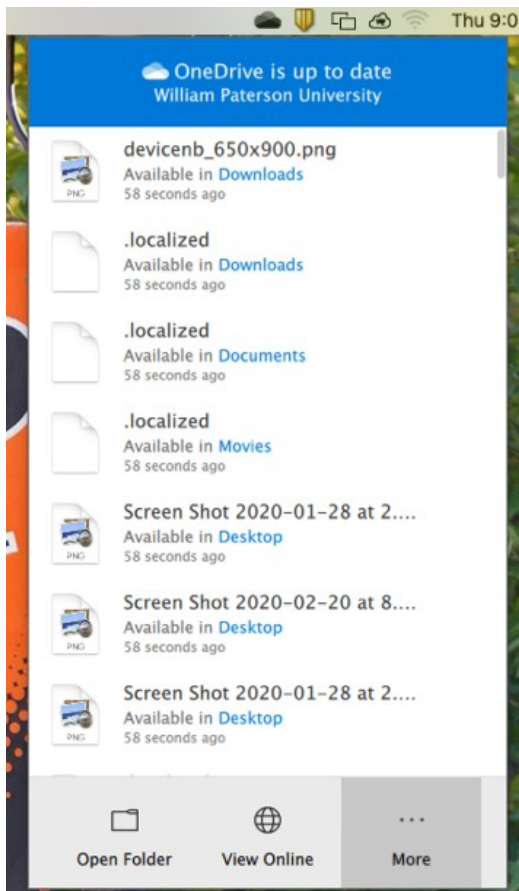 Thu 9:0
OneDrive is up to date
William Paterson University
devicenb_650x900.png
Available in Downloads
58 seconds ago
PNG
.localized
Available in Downloads
58 seconds ago
.localized
Available in Documents
58 seconds ago
.localized
Available in Movies
58 seconds ago
Screen Shot 2020-01-28 at 2....
Available in Desktop
58 seconds ago
PNG
Screen Shot 2020-02-20 at 8....
Available in Desktop
58 seconds ago
PNG
Screen Shot 2020-01-28 at 2....
Available in Desktop
58 seconds ago
PNG
Open Folder View Online More